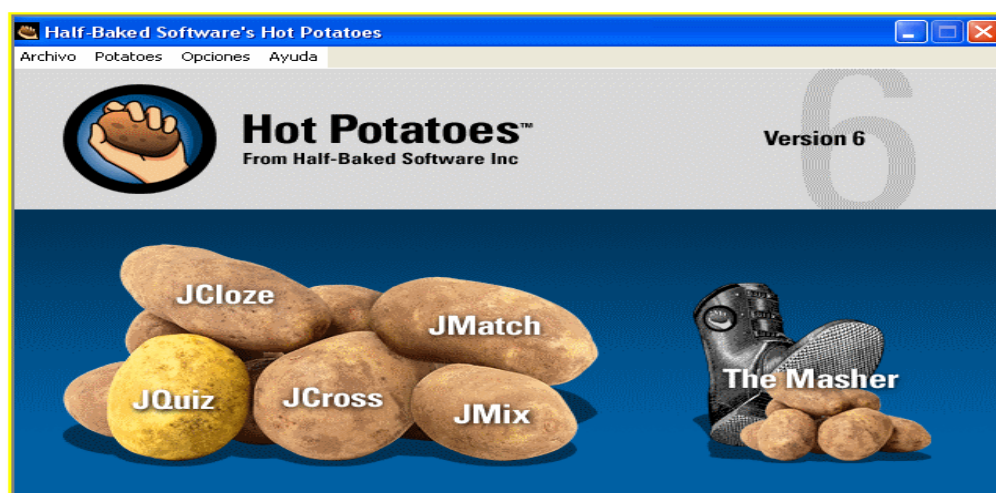 Half-Baked Software's Hot Potatoes
Archivo Potatoes Opciones Ayuda
Hot Potatoes™
From Half-Baked Software Inc
Version 6
6
JCloze
JMatch
JQuiz
JCross
JMix
The Masher